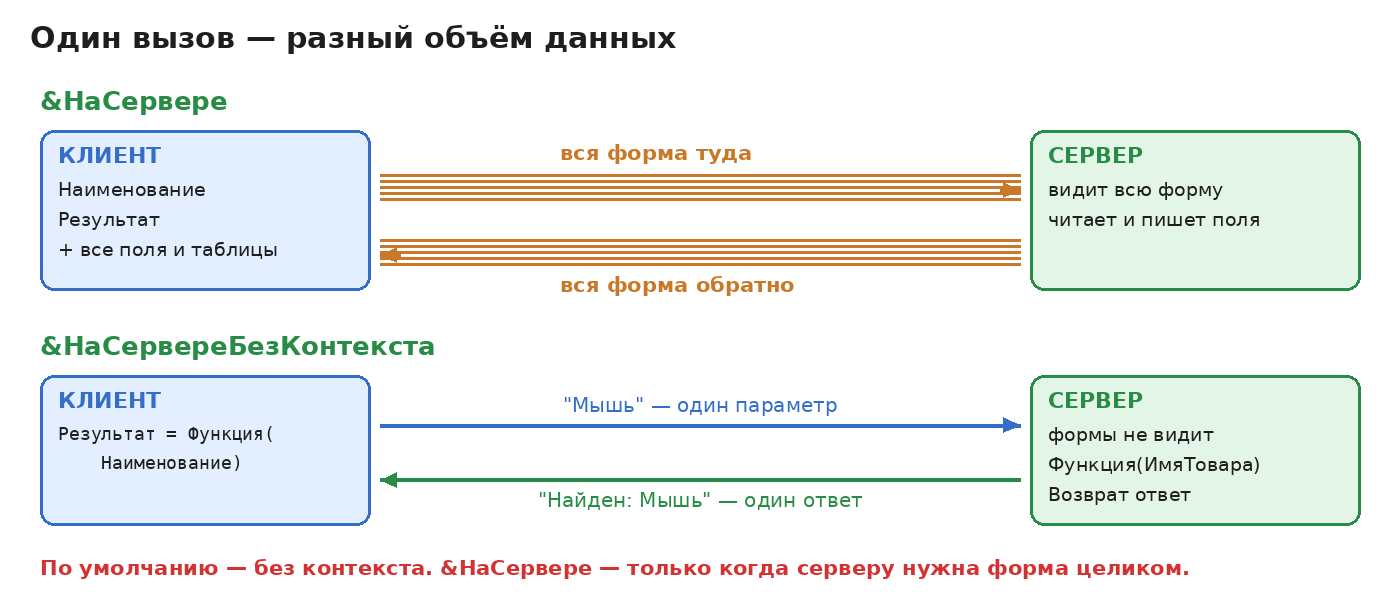 Один вызов — разный объём данных
&НаСервере
КЛИЕНТ
Наименование
Результат
+ все поля и таблицы
вся форма туда
вся форма обратно
СЕРВЕР
видит всю форму
читает и пишет поля
&НаСервереБезКонтекста
КЛИЕНТ
Результат = Функция(
Наименование)
"Мышь" — один параметр
"Найден: Мышь" — один ответ
СЕРВЕР
формы не видит
Функция(ИмяТовара)
Возврат ответ
По умолчанию — без контекста. &НаСервере — только когда серверу нужна форма целиком.